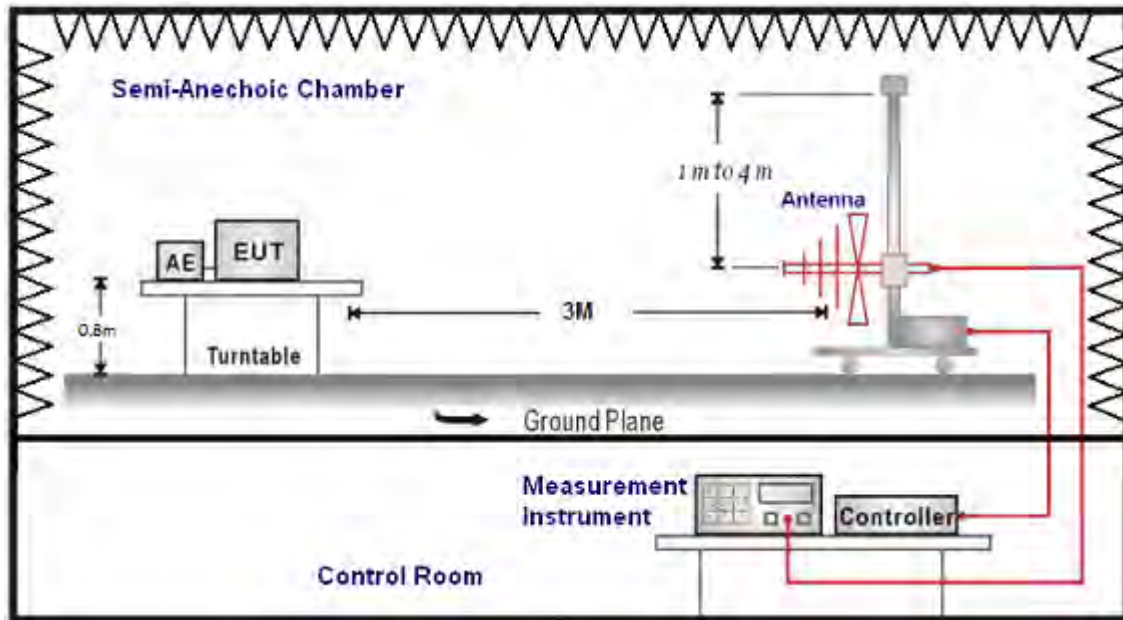 Semi-Anechoic Chamber
1 m to 4 m
Antenna
AE
EUT
0.8m
3M
Turntable
Ground Plane
Measurement
Instrument
Controller
Control Room